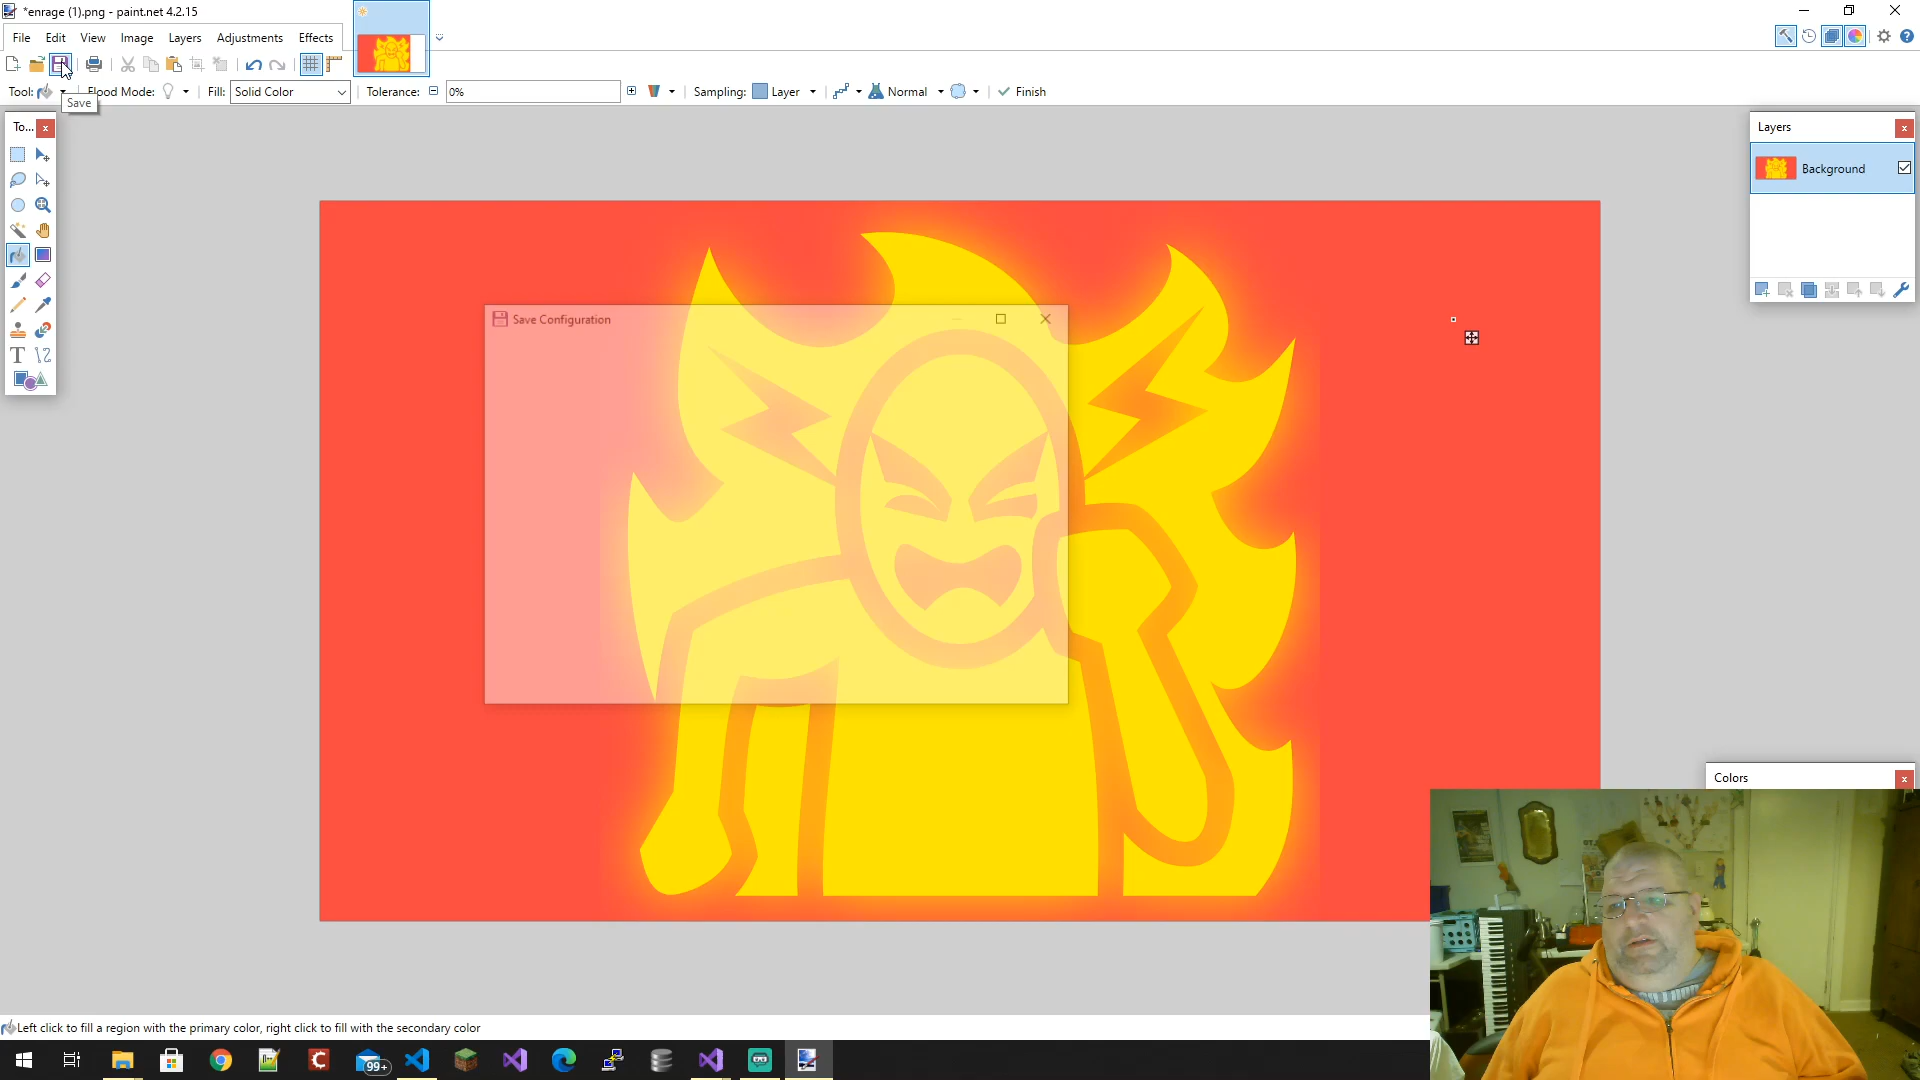 *enrage (1).png - paint.net 4.2.15
File Edit View Image Layers Adjustments Effects
Tool: Flood Mode: Fill: Solid Color Tolerance: 0% Sampling: Layer Normal Finish
Save
To...
Layers
Background
Save Configuration
Colors
Left click to fill a region with the primary color, right click to fill with the secondary color
99+